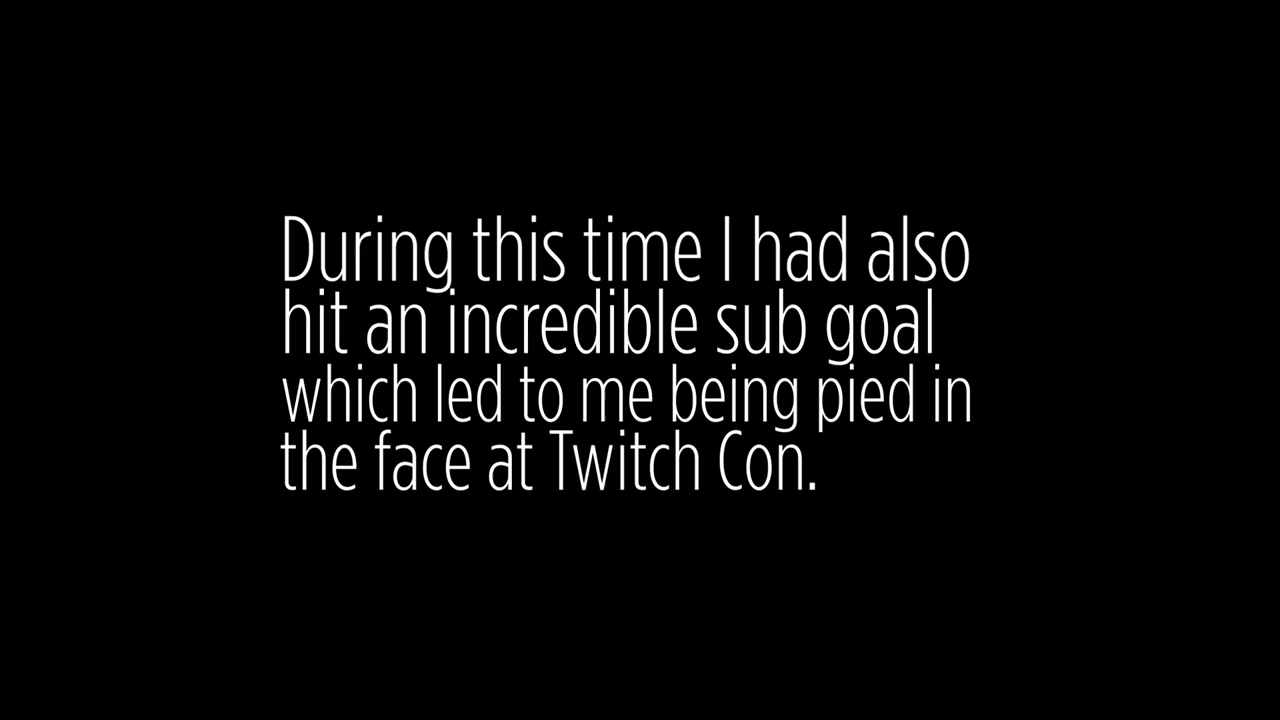 During this time I had also
hit an incredible sub goal
which led to me being pied in
the face at Twitch Con.